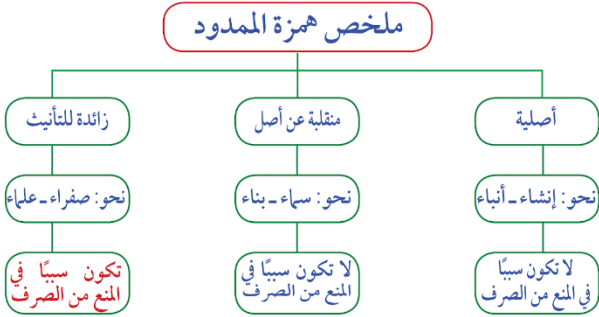 ملخص همزة الممدود
أصلية
منقلبة عن أصل
زائدة للتأنيث
نحو: إنشاء ـ أنباء
نحو: سماء ـ بناء
نحو: صفراء ـ علماء
لا تكون سببًا
في المنع من الصرف
لا تكون سببًا في
المنع من الصرف
تكون سببًا في
المنع من الصرف